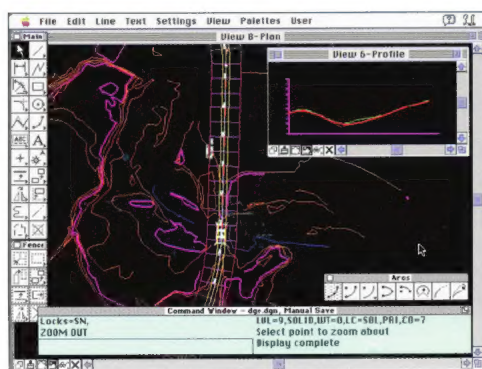 File Edit Line Text Settings View Palettes User
Main
View 8-Plan
View 6-Profile
ABC A
Fence
Arcs
Command Window - dgr.dgn, Manual Save
Locks=SN, LVL=9,SOLID,WT=0,LC=SOL,PRI,CO=7
ZOOM OUT Select point to zoom about
Display complete